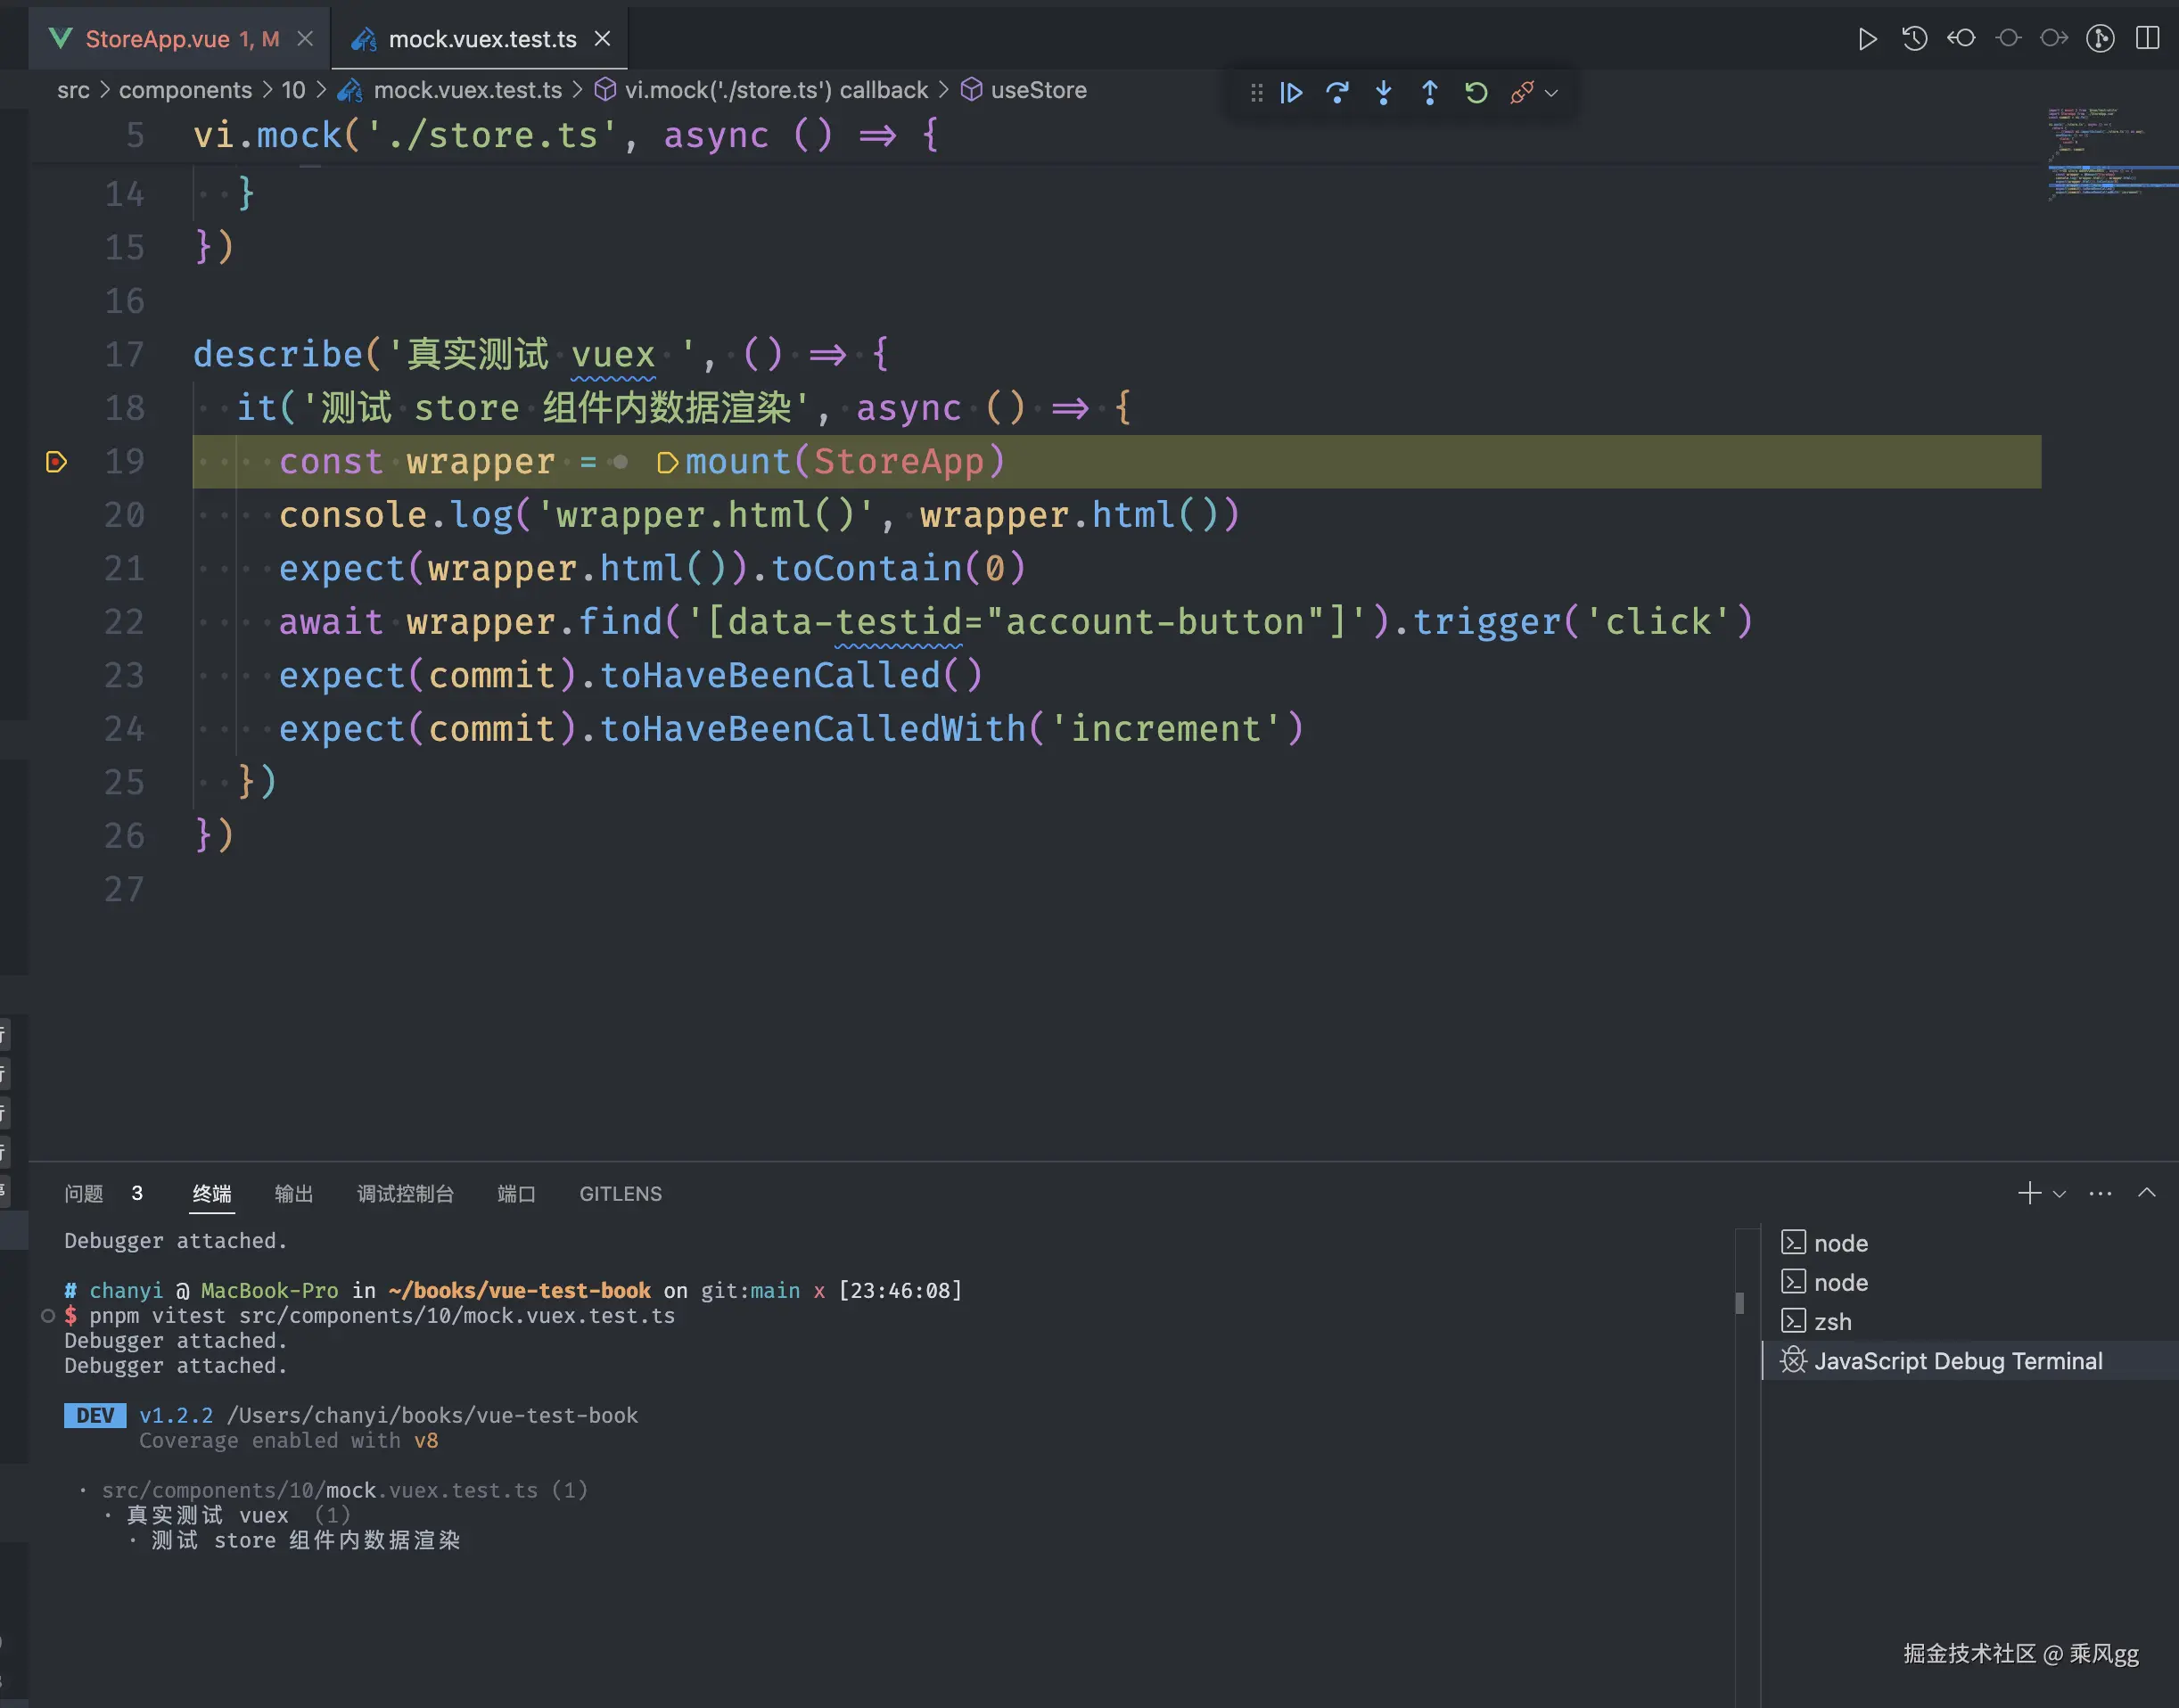 StoreApp.vue 1, M
mock.vuex.test.ts
src > components > 10 > mock.vuex.test.ts > vi.mock('./store.ts') callback > useStore
5 vi.mock('./store.ts', async () => {
14 }
15 })
16
17 describe('真实测试 vuex ', () => {
18 it('测试 store 组件内数据渲染', async () => {
19 const wrapper = mount(StoreApp)
20 console.log('wrapper.html()', wrapper.html())
21 expect(wrapper.html()).toContain(0)
22 await wrapper.find('[data-testid="account-button"]').trigger('click')
23 expect(commit).toHaveBeenCalled()
24 expect(commit).toHaveBeenCalledWith('increment')
25 })
26 })
27
问题 3 终端 输出 调试控制台 端口 GITLENS
Debugger attached.
# chanyi @ MacBook-Pro in ~/books/vue-test-book on git:main x [23:46:08]
$ pnpm vitest src/components/10/mock.vuex.test.ts
Debugger attached.
Debugger attached.
DEV v1.2.2 /Users/chanyi/books/vue-test-book
Coverage enabled with v8
· src/components/10/mock.vuex.test.ts (1)
· 真实测试 vuex (1)
· 测试 store 组件内数据渲染
node
node
zsh
JavaScript Debug Terminal
掘金技术社区 @ 乘风gg